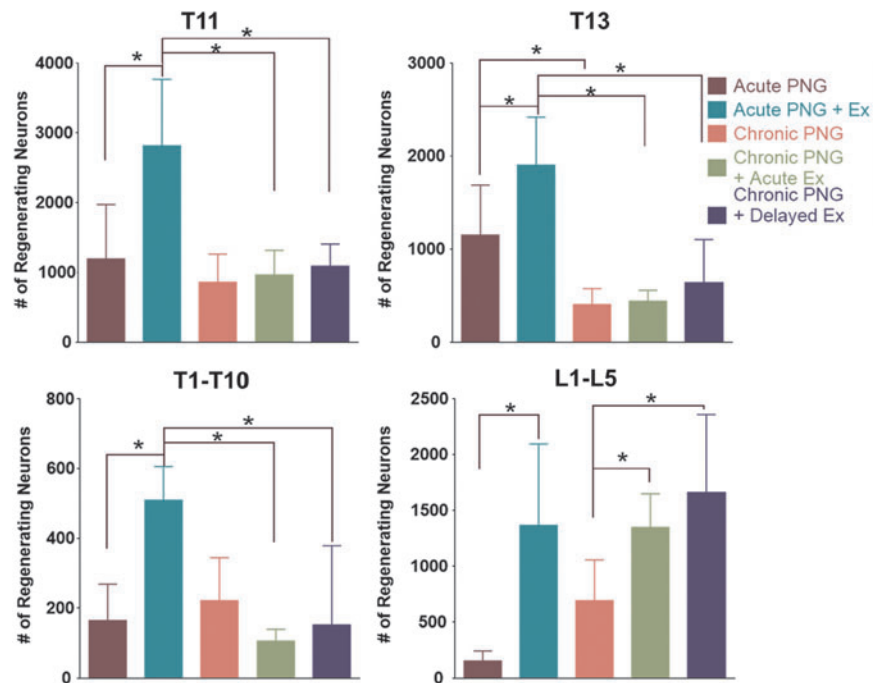 T11
# of Regenerating Neurons
4000
3000
2000
1000
0
*
*
*
T13
# of Regenerating Neurons
3000
2000
1000
0
*
*
*
*
Acute PNG
Acute PNG + Ex
Chronic PNG
Chronic PNG
+ Acute Ex
Chronic PNG
+ Delayed Ex
T1-T10
# of Regenerating Neurons
800
600
400
200
0
*
*
*
L1-L5
# of Regenerating Neurons
2500
2000
1500
1000
500
0
*
*
*